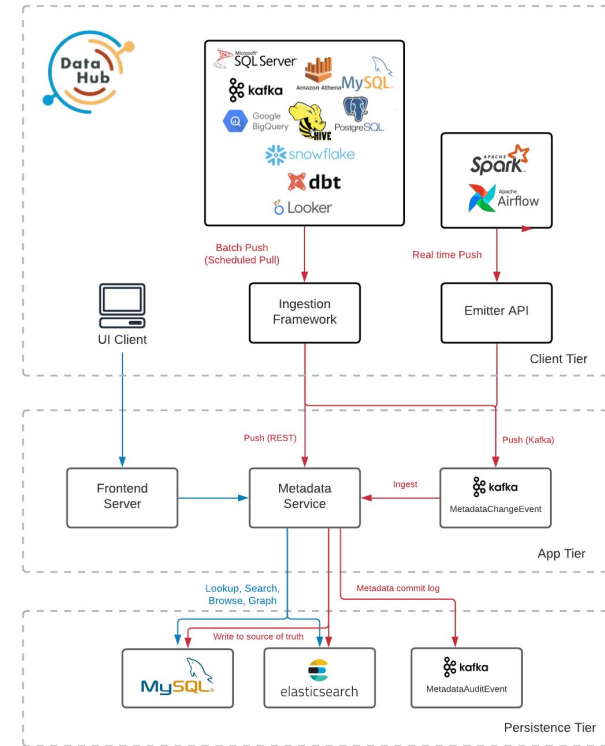 Data
Hub
Microsoft
SQL Server
Amazon Athena
MySQL
kafka
Google
BigQuery
HIVE
PostgreSQL
snowflake
dbt
Looker
APACHE
Spark
Apache
Airflow
Batch Push
(Scheduled Pull)
Real time Push
UI Client
Ingestion
Framework
Emitter API
Client Tier
Push (REST)
Push (Kafka)
Frontend
Server
Metadata
Service
Ingest
kafka
MetadataChangeEvent
App Tier
Lookup, Search,
Browse, Graph
Metadata commit log
Write to source of truth
MySQL
elasticsearch
kafka
MetadataAuditEvent
Persistence Tier